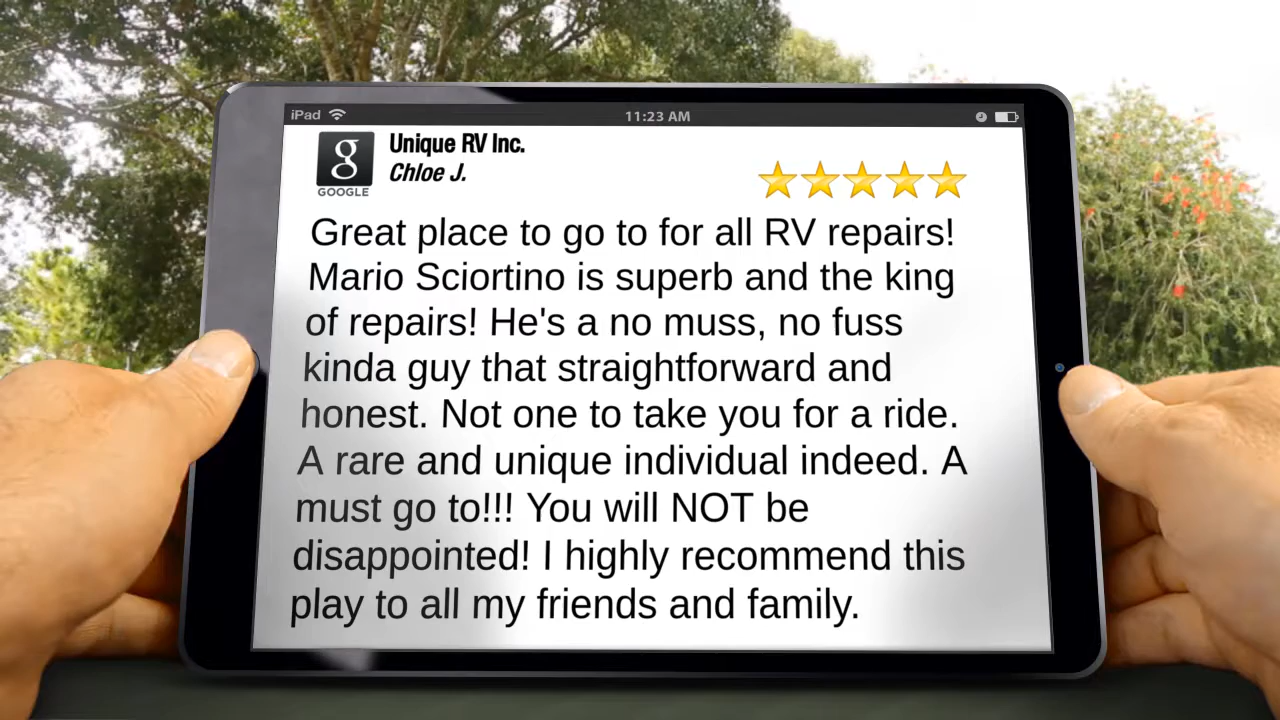 iPad 11:23 AM
g
GOOGLE
Unique RV Inc.
Chloe J.
Great place to go to for all RV repairs!
Mario Sciortino is superb and the king
of repairs! He's a no muss, no fuss
kinda guy that straightforward and
honest. Not one to take you for a ride.
A rare and unique individual indeed. A
must go to!!! You will NOT be
disappointed! I highly recommend this
play to all my friends and family.